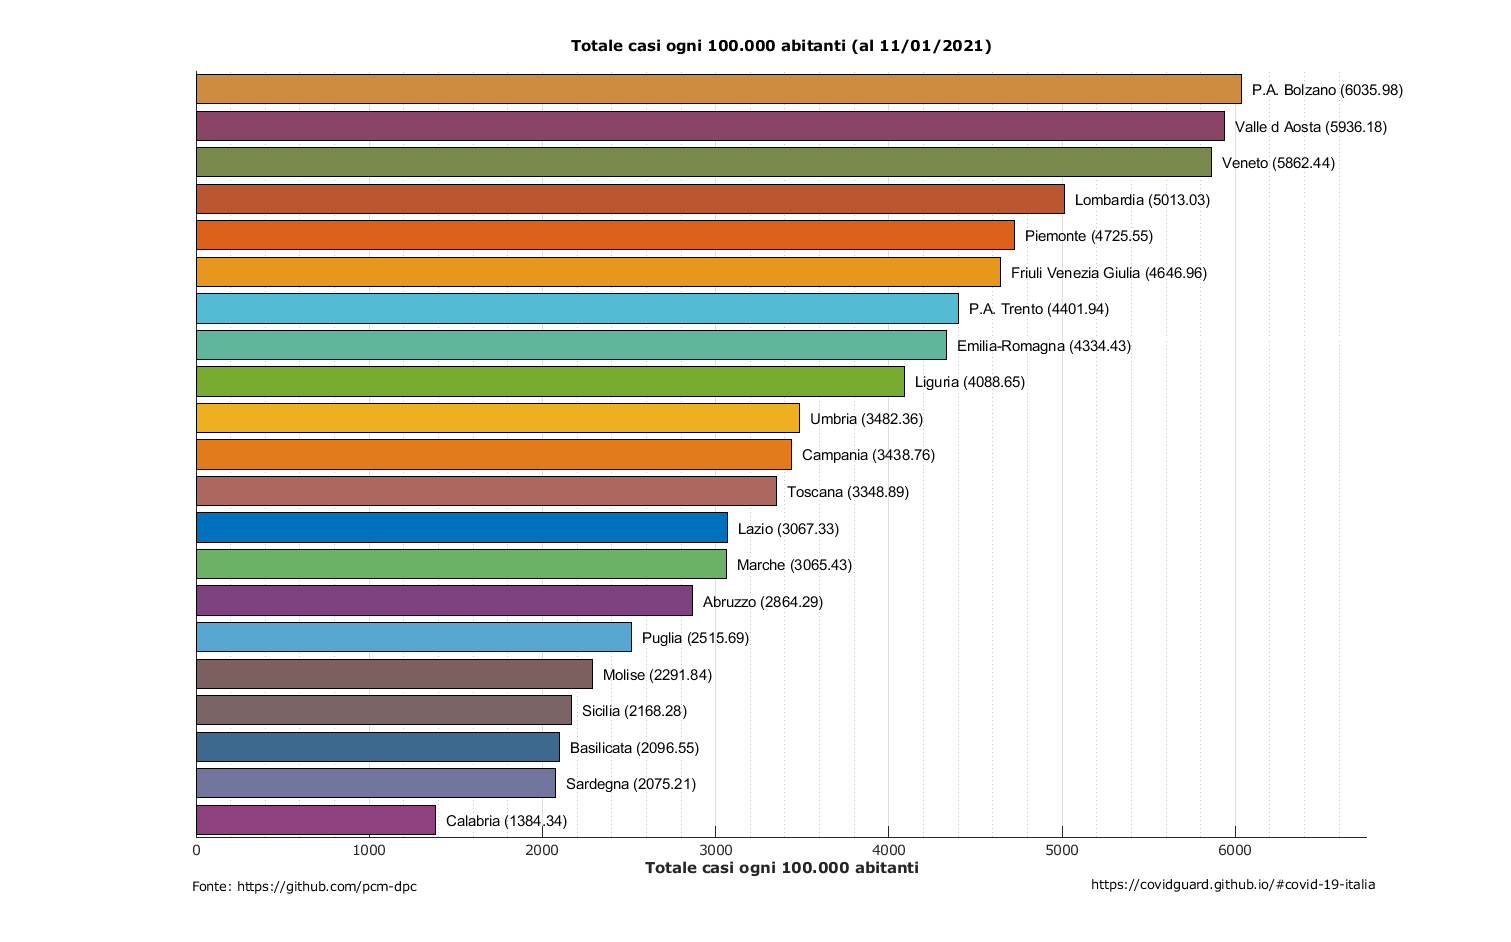 Totale casi ogni 100.000 abitanti (al 11/01/2021)
P.A. Bolzano (6035.98)
Valle d Aosta (5936.18)
Veneto (5862.44)
Lombardia (5013.03)
Piemonte (4725.55)
Friuli Venezia Giulia (4646.96)
P.A. Trento (4401.94)
Emilia-Romagna (4334.43)
Liguria (4088.65)
Umbria (3482.36)
Campania (3438.76)
Toscana (3348.89)
Lazio (3067.33)
Marche (3065.43)
Abruzzo (2864.29)
Puglia (2515.69)
Molise (2291.84)
Sicilia (2168.28)
Basilicata (2096.55)
Sardegna (2075.21)
Calabria (1384.34)
0 1000 2000 3000 4000 5000 6000
Totale casi ogni 100.000 abitanti
Fonte: https://github.com/pcm-dpc
https://covidguard.github.io/#covid-19-italia